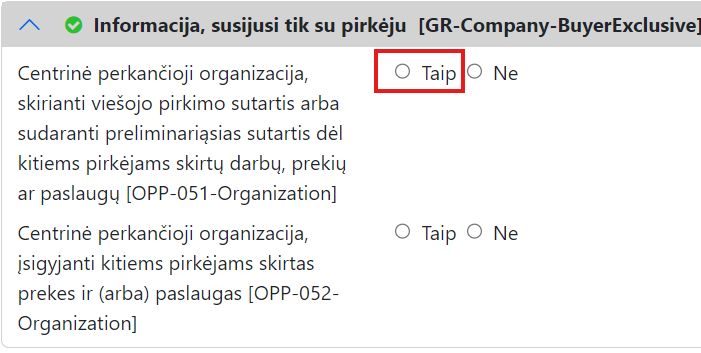 Informacija, susijusi tik su pirkėju [GR-Company-BuyerExclusive]
Centrinė perkančioji organizacija,
skirianti viešojo pirkimo sutartis arba
sudaranti preliminariąsias sutartis dėl
kitiems pirkėjams skirtų darbų, prekių
ar paslaugų [OPP-051-Organization]
Taip Ne
Centrinė perkančioji organizacija,
įsigyjanti kitiems pirkėjams skirtas
prekes ir (arba) paslaugas [OPP-052-
Organization]
Taip Ne